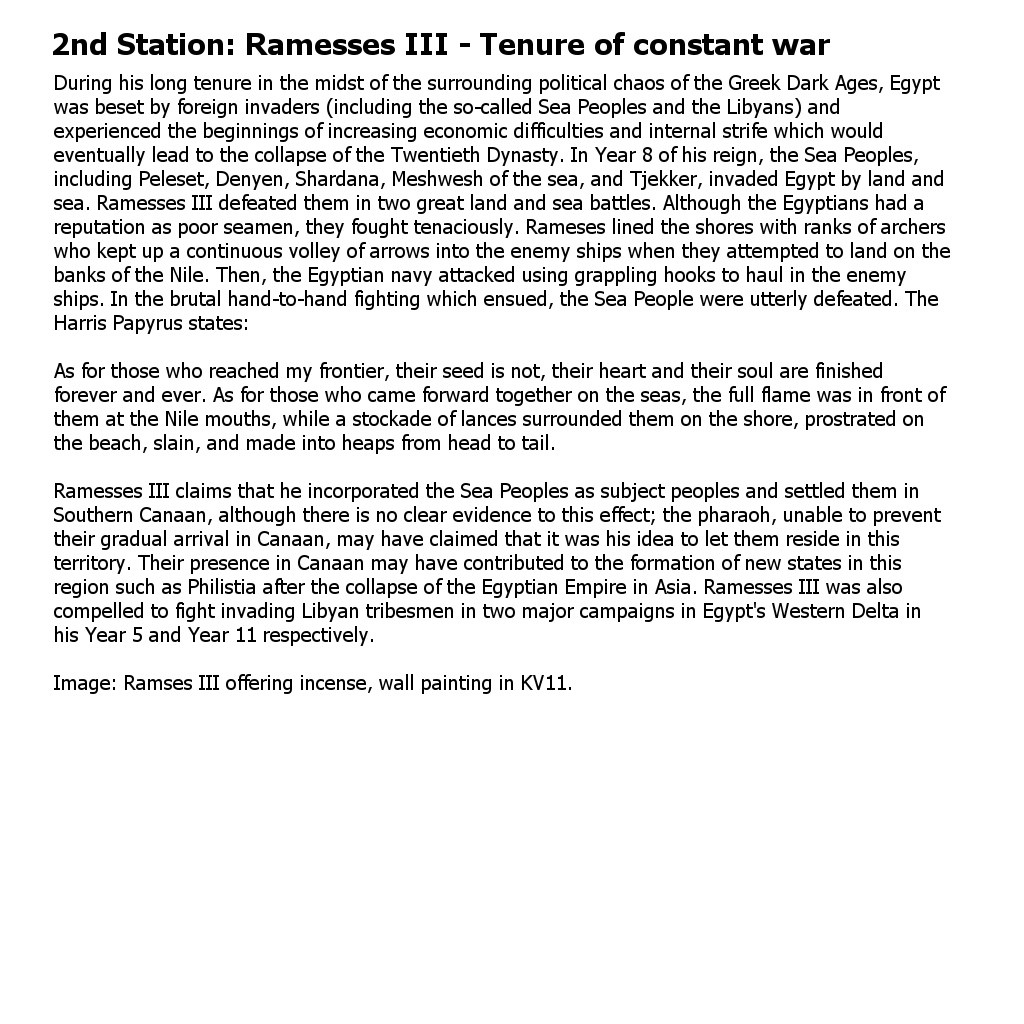 2nd Station: Ramesses III - Tenure of constant war
During his long tenure in the midst of the surrounding political chaos of the Greek Dark Ages, Egypt
was beset by foreign invaders (including the so-called Sea Peoples and the Libyans) and
experienced the beginnings of increasing economic difficulties and internal strife which would
eventually lead to the collapse of the Twentieth Dynasty. In Year 8 of his reign, the Sea Peoples,
including Peleset, Denyen, Shardana, Meshwesh of the sea, and Tjekker, invaded Egypt by land and
sea. Ramesses III defeated them in two great land and sea battles. Although the Egyptians had a
reputation as poor seamen, they fought tenaciously. Rameses lined the shores with ranks of archers
who kept up a continuous volley of arrows into the enemy ships when they attempted to land on the
banks of the Nile. Then, the Egyptian navy attacked using grappling hooks to haul in the enemy
ships. In the brutal hand-to-hand fighting which ensued, the Sea People were utterly defeated. The
Harris Papyrus states:
As for those who reached my frontier, their seed is not, their heart and their soul are finished
forever and ever. As for those who came forward together on the seas, the full flame was in front of
them at the Nile mouths, while a stockade of lances surrounded them on the shore, prostrated on
the beach, slain, and made into heaps from head to tail.
Ramesses III claims that he incorporated the Sea Peoples as subject peoples and settled them in
Southern Canaan, although there is no clear evidence to this effect; the pharaoh, unable to prevent
their gradual arrival in Canaan, may have claimed that it was his idea to let them reside in this
territory. Their presence in Canaan may have contributed to the formation of new states in this
region such as Philistia after the collapse of the Egyptian Empire in Asia. Ramesses III was also
compelled to fight invading Libyan tribesmen in two major campaigns in Egypt's Western Delta in
his Year 5 and Year 11 respectively.
Image: Ramses III offering incense, wall painting in KV11.